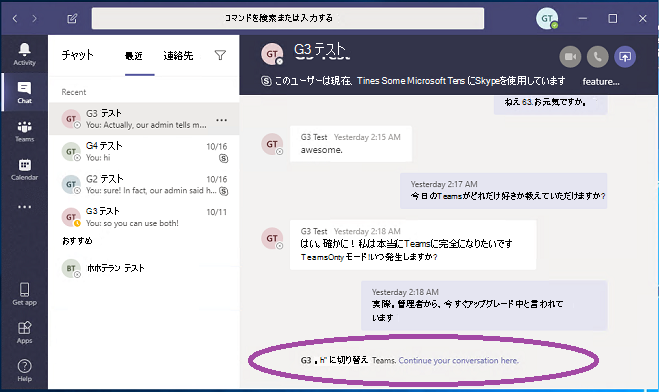 コマンドを検索または入力する
GT
Activity
Chat
Teams
Calendar
Get app
Apps
Help
チャット
最近
連絡先
Recent
GT
G3 テスト
You: Actually, our admin tells m...
GT
G4 テスト
10/16
You: hi
GT
G2 テスト
10/16
You: sure! In fact, our admin said h...
GT
G3テスト
10/11
You: so you can use both!
おすすめ
BT
ホホテラン テスト
GT
G3 テスト
このユーザーは現在、Tines Some Microsoft Tens にSkypeを使用しています
feature...
ねえ 63.お元気ですか。
GT
G3 Test Yesterday 2:15 AM
awesome.
Yesterday 2:17 AM
今日のTeamsがどれだけ好きか教えていただけますか?
GT
G3 Test Yesterday 2:18 AM
はい。確かに! 私は本当にTeamsに完全になりたいです
TeamsOntyモード!いつ発生しますか?
Yesterday 2:18 AM
実際。管理者から、今すぐアップグレード中と言われて
います
G3 。H" に切り替え Teams. Continue your conversation here.